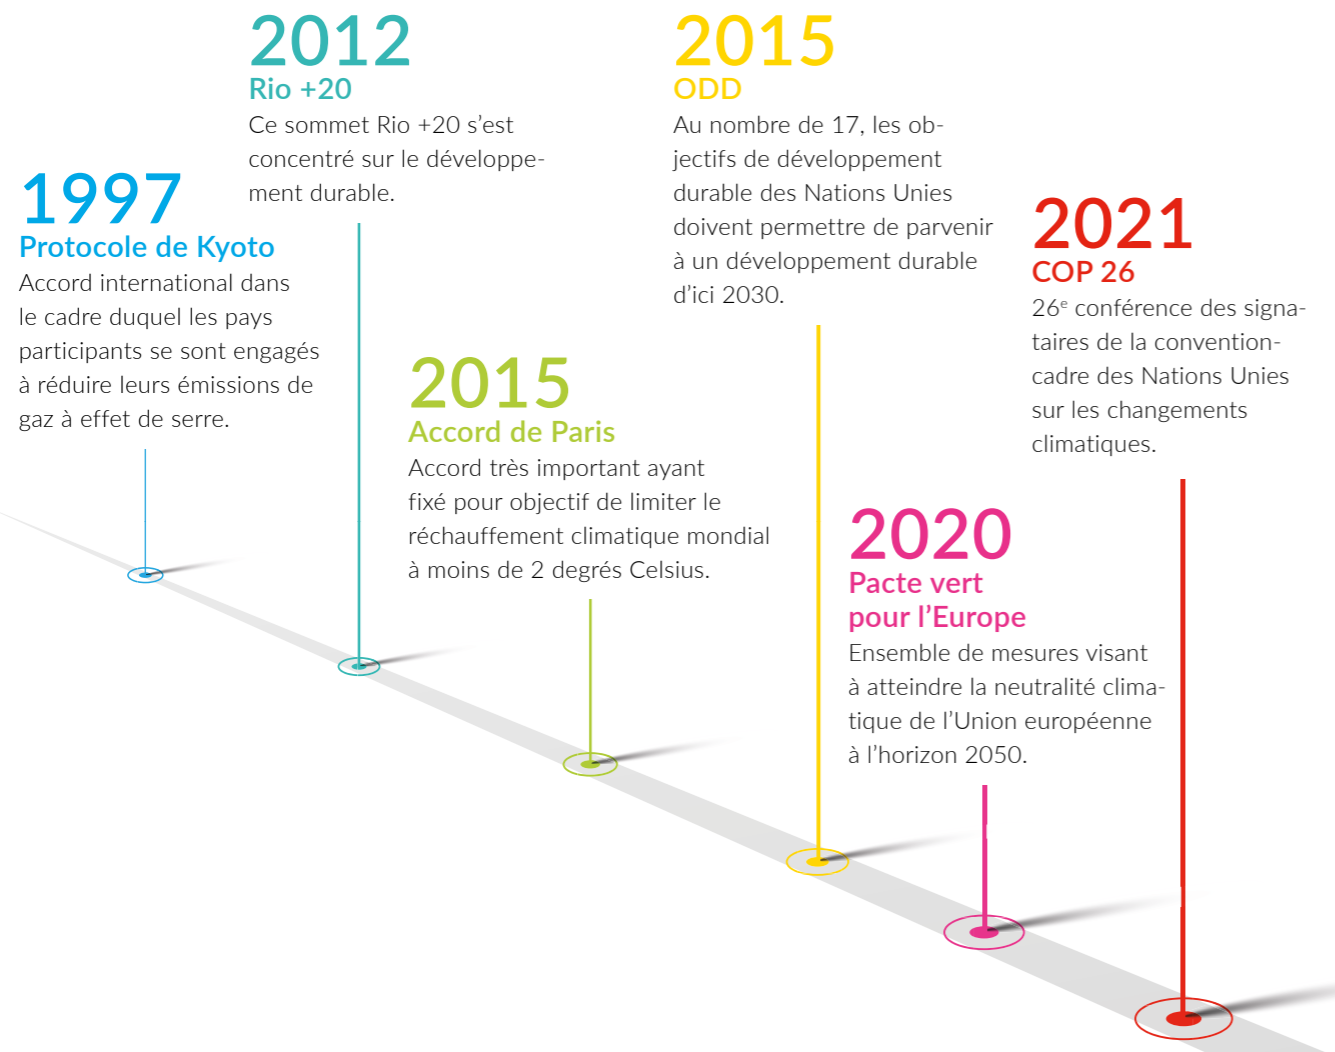 1997
Protocole de Kyoto
Accord international dans
le cadre duquel les pays
participants se sont engagés
à réduire leurs émissions de
gaz à effet de serre.
2012
Rio +20
Ce sommet Rio +20 s’est
concentré sur le développe-
ment durable.
2015
Accord de Paris
Accord très important ayant
fixé pour objectif de limiter le
réchauffement climatique mondial
à moins de 2 degrés Celsius.
2015
ODD
Au nombre de 17, les ob-
jectifs de développement
durable des Nations Unies
doivent permettre de parvenir
à un développement durable
d’ici 2030.
2020
Pacte vert
pour l’Europe
Ensemble de mesures visant
à atteindre la neutralité clima-
tique de l’Union européenne
à l’horizon 2050.
2021
COP 26
26e conférence des signa-
taires de la convention-
cadre des Nations Unies
sur les changements
climatiques.